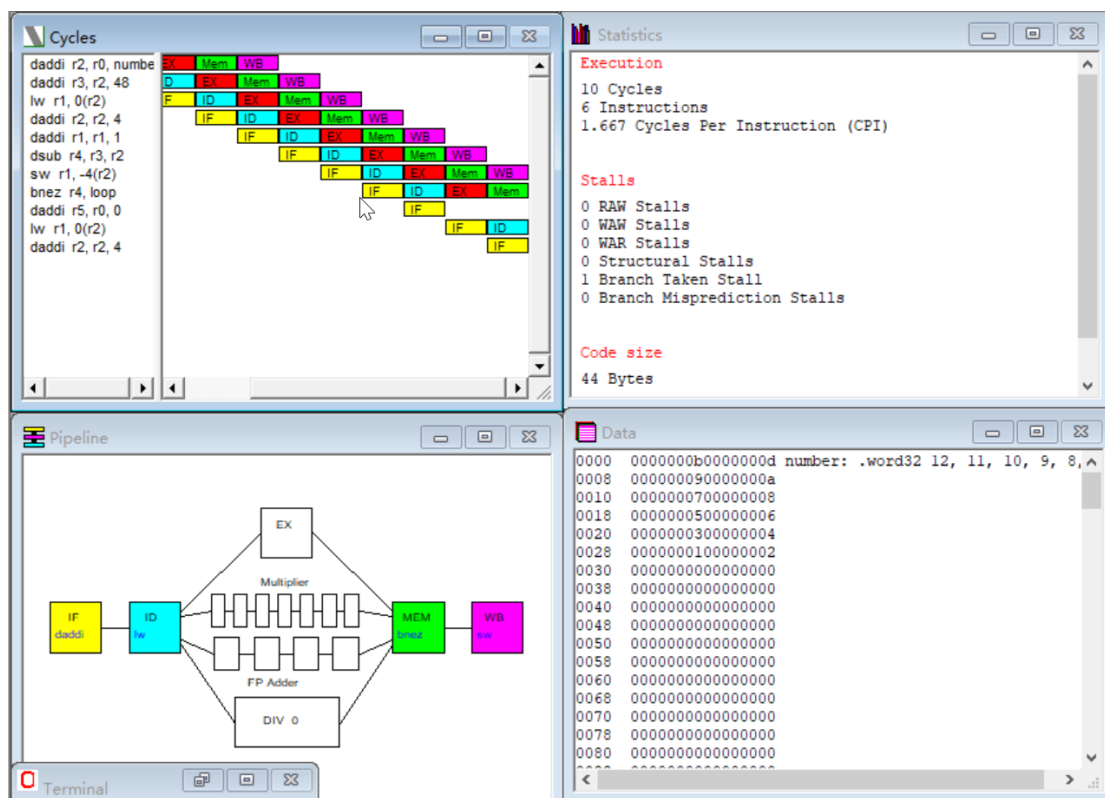 Cycles
daddi r2, r0, numbe
daddi r3, r2, 48
lw r1, 0(r2)
daddi r2, r2, 4
daddi r1, r1, 1
dsub r4, r3, r2
sw r1, -4(r2)
bnez r4, loop
daddi r5, r0, 0
lw r1, 0(r2)
daddi r2, r2, 4
EX Mem WB
D EX Mem WB
F ID EX Mem WB
IF ID EX Mem WB
IF ID EX Mem WB
IF ID EX Mem WB
IF ID EX Mem WB
IF ID EX Mem
IF
IF ID
IF
Statistics
Execution
10 Cycles
6 Instructions
1.667 Cycles Per Instruction (CPI)
Stalls
0 RAW Stalls
0 WAW Stalls
0 WAR Stalls
0 Structural Stalls
1 Branch Taken Stall
0 Branch Misprediction Stalls
Code size
44 Bytes
Pipeline
EX
Multiplier
IF
daddi
ID
lw
MEM
bnez
WB
sw
FP Adder
DIV 0
Terminal
Data
0000 0000000b0000000d number: .word32 12, 11, 10, 9, 8,
0008 000000090000000a
0010 0000000700000008
0018 0000000500000006
0020 0000000300000004
0028 0000000100000002
0030 0000000000000000
0038 0000000000000000
0040 0000000000000000
0048 0000000000000000
0050 0000000000000000
0058 0000000000000000
0060 0000000000000000
0068 0000000000000000
0070 0000000000000000
0078 0000000000000000
0080 0000000000000000